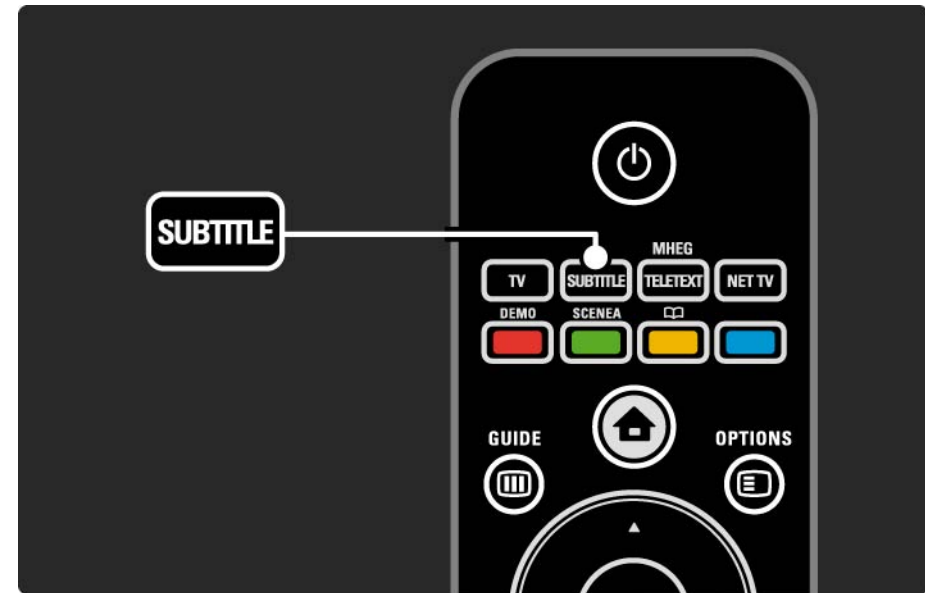 SUBTITLE
MHEG
TV SUBTITLE TELETEXT NET TV
DEMO SCENEA
GUIDE OPTIONS